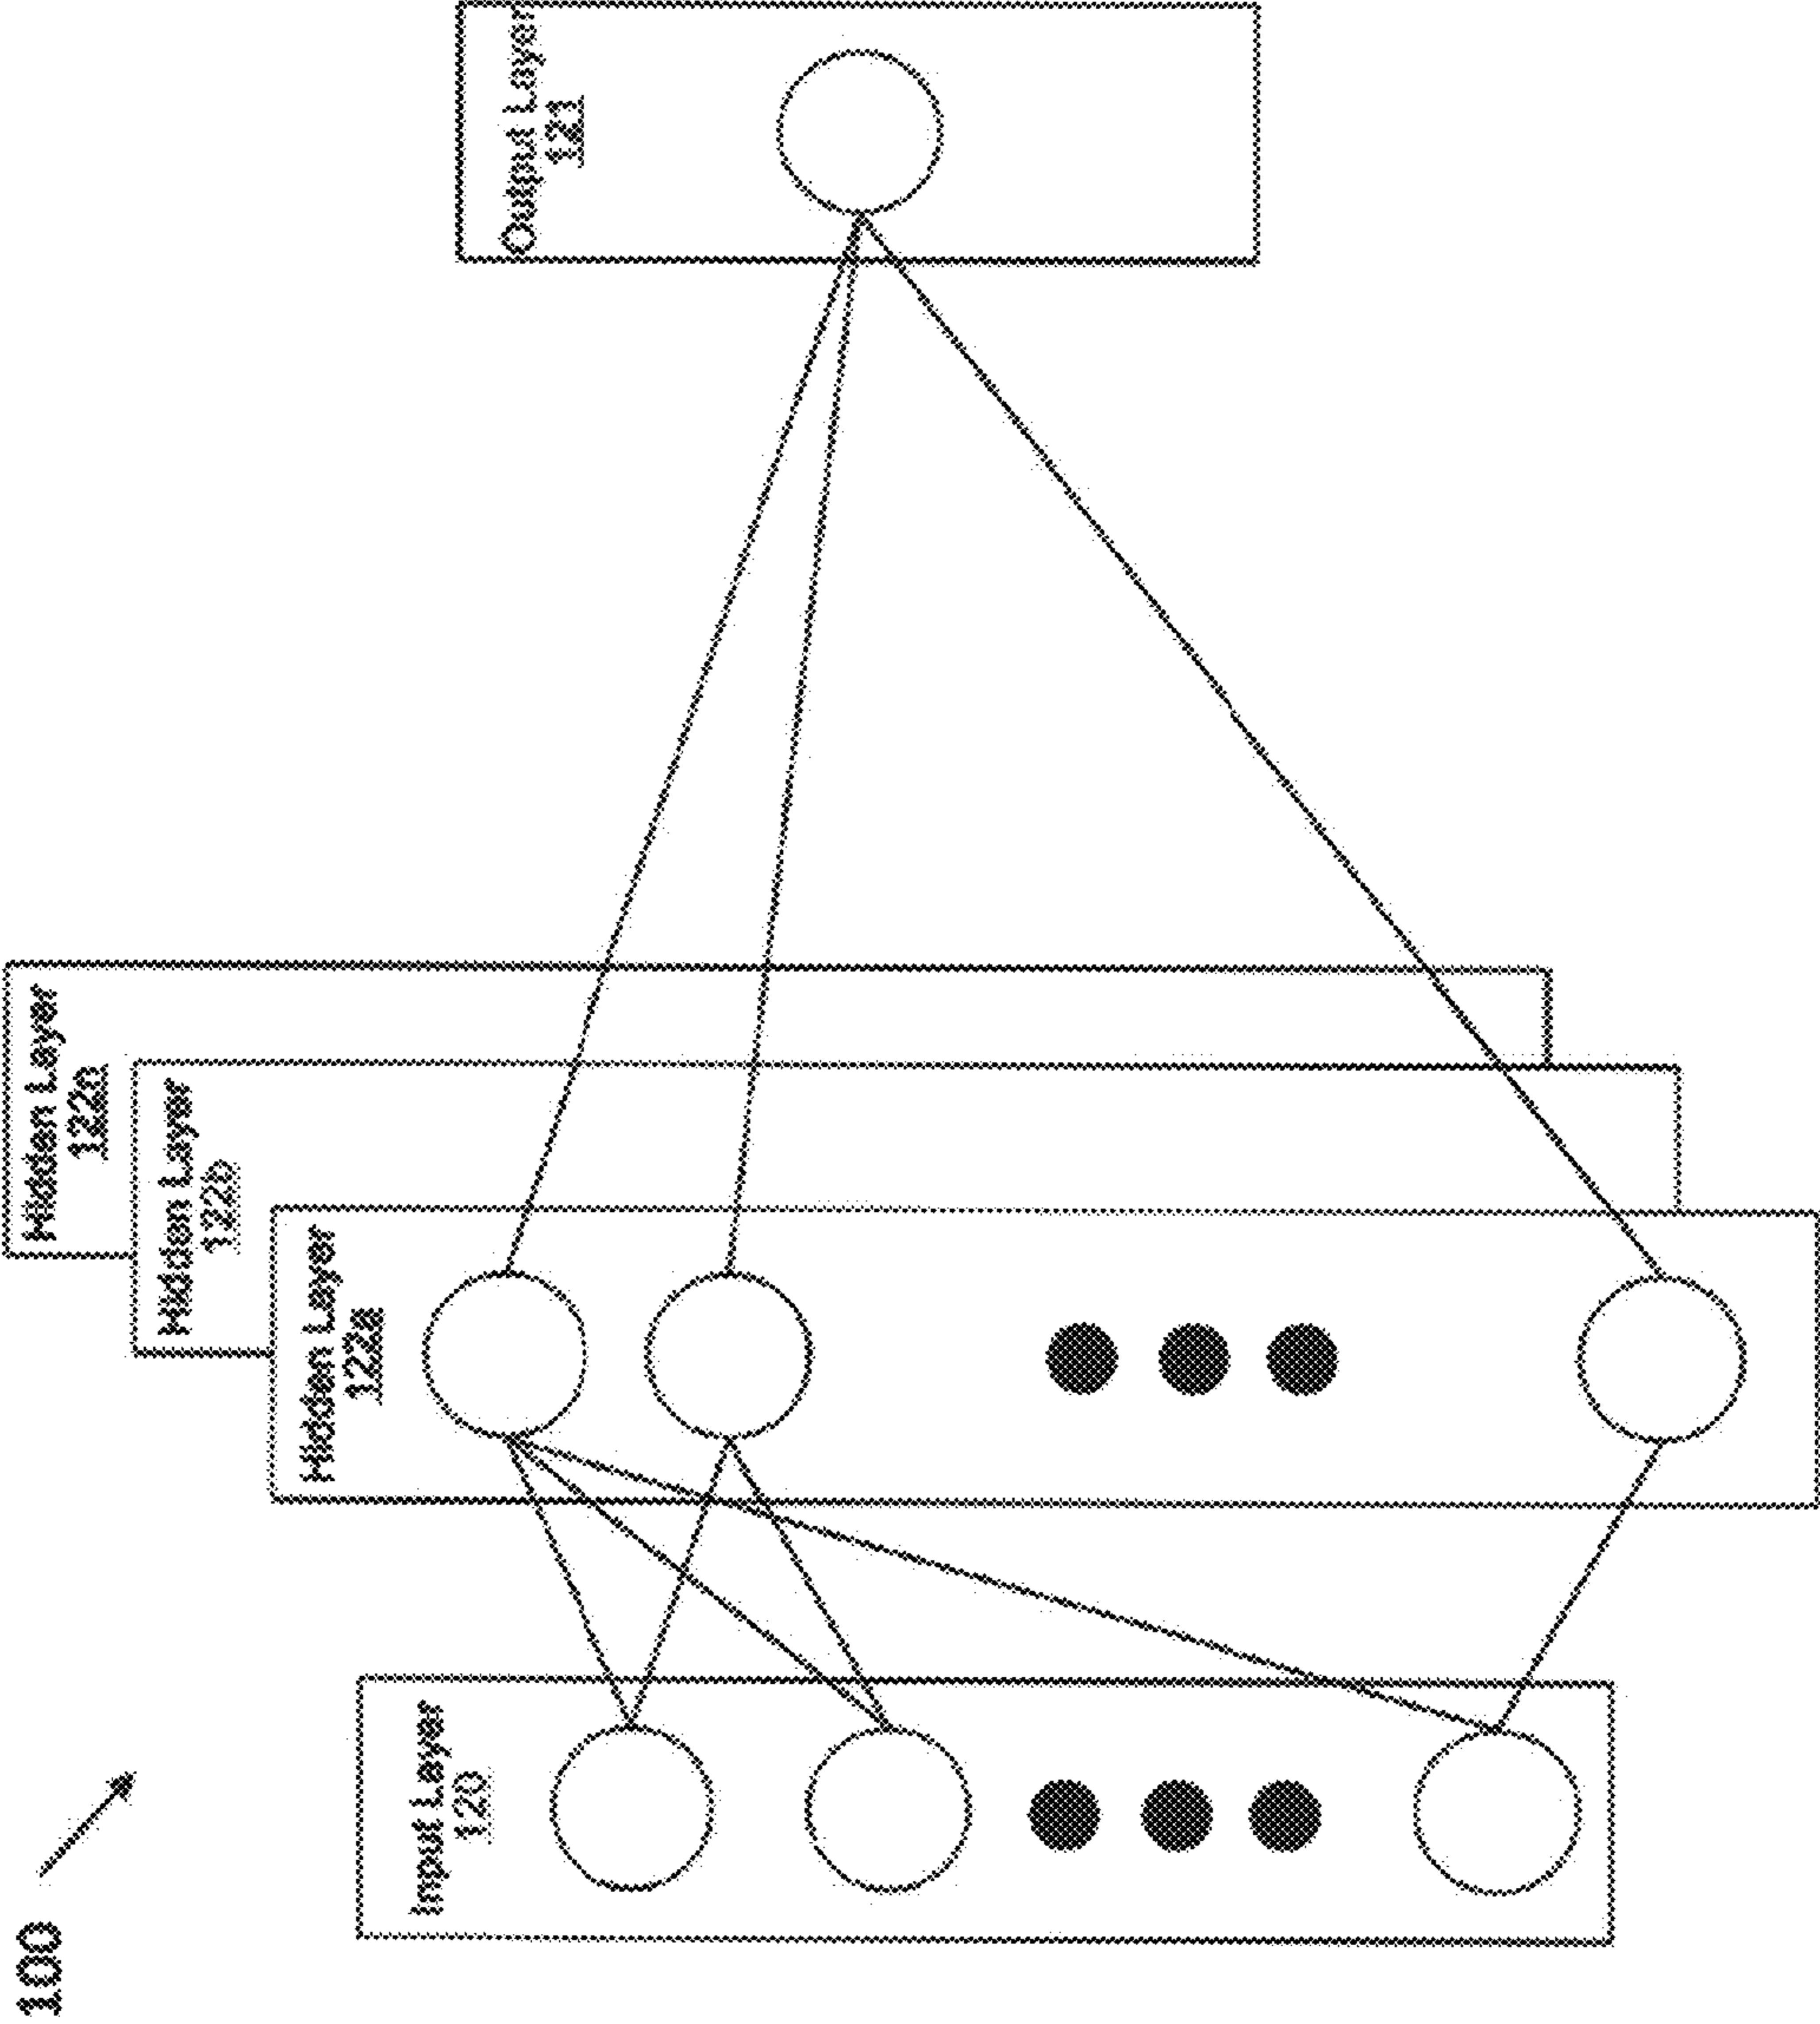 100
Input Layer
120
Hidden Layer
122a
Hidden Layer
122b
Hidden Layer
122n
Output Layer
121